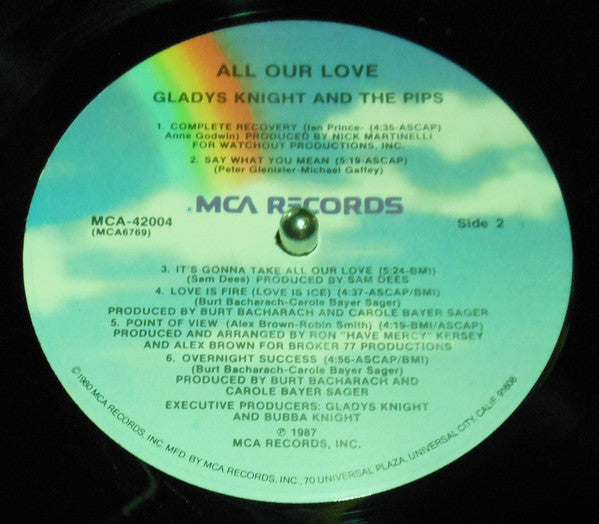 ALL OUR LOVE
GLADYS KNIGHT AND THE PIPS
1. COMPLETE RECOVERY (Ian Prince- (4:35-ASCAP)
Anne Godwin) PRODUCED BY NICK MARTINELLI
FOR WATCHOUT PRODUCTIONS, INC.
2. SAY WHAT YOU MEAN (5:19-ASCAP)
(Peter Glenister-Michael Gaffey)
MCA RECORDS
MCA-42004
(MCA6769)
Side 2
3. IT'S GONNA TAKE ALL OUR LOVE (5:24-BMI)
(Sam Dees) PRODUCED BY SAM DEES
4. LOVE IS FIRE (LOVE IS ICE) (4:37-ASCAP/BMI)
(Burt Bacharach-Carole Bayer Sager)
PRODUCED BY BURT BACHARACH AND CAROLE BAYER SAGER
5. POINT OF VIEW (Alex Brown-Robin Smith) (4:19-BMI/ASCAP)
PRODUCED AND ARRANGED BY RON "HAVE MERCY" KERSEY
AND ALEX BROWN FOR BROKER 77 PRODUCTIONS
6. OVERNIGHT SUCCESS (4:56-ASCAP/BMI)
(Burt Bacharach-Carole Bayer Sager)
PRODUCED BY BURT BACHARACH AND
CAROLE BAYER SAGER
EXECUTIVE PRODUCERS: GLADYS KNIGHT
AND BUBBA KNIGHT
℗ 1987
MCA RECORDS, INC.
©1980 MCA RECORDS, INC. MFD. BY MCA RECORDS, INC., 70 UNIVERSAL PLAZA, UNIVERSAL CITY, CALIF. 91608